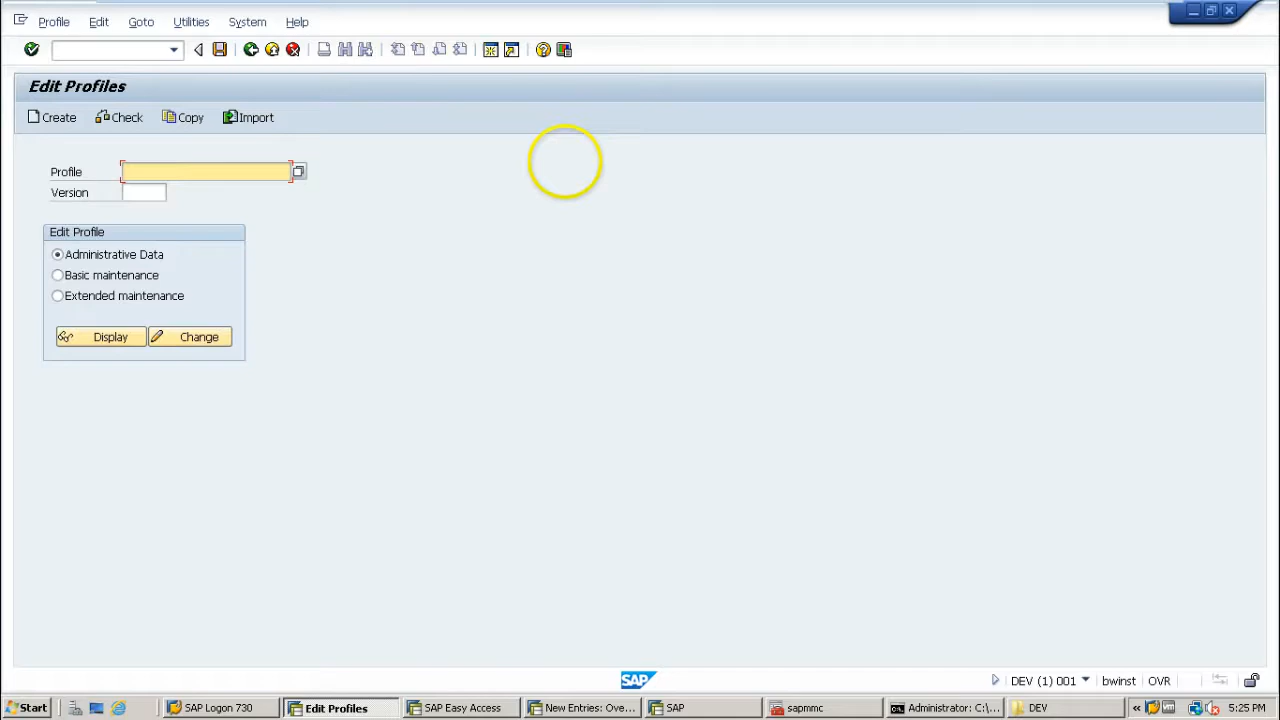 Profile Edit Goto Utilities System Help
Edit Profiles
Create Check Copy Import
Profile
Version
Edit Profile
Administrative Data
Basic maintenance
Extended maintenance
Display Change
SAP DEV (1) 001 bwinst OVR
Start SAP Logon 730 Edit Profiles SAP Easy Access New Entries: Ove... SAP sapmmc Administrator: C:\... DEV « 5:25 PM